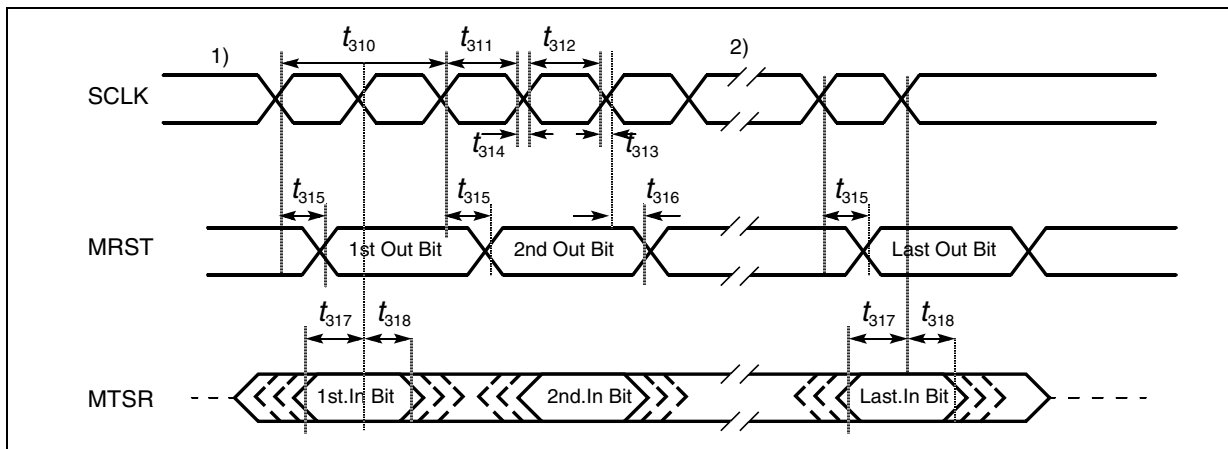 1) t310 t311 t312 2)
SCLK
t314 t313
t315 t315 t316 t315
MRST 1st Out Bit 2nd Out Bit Last Out Bit
t317 t318 t317 t318
MTSR 1st.In Bit 2nd.In Bit Last.In Bit